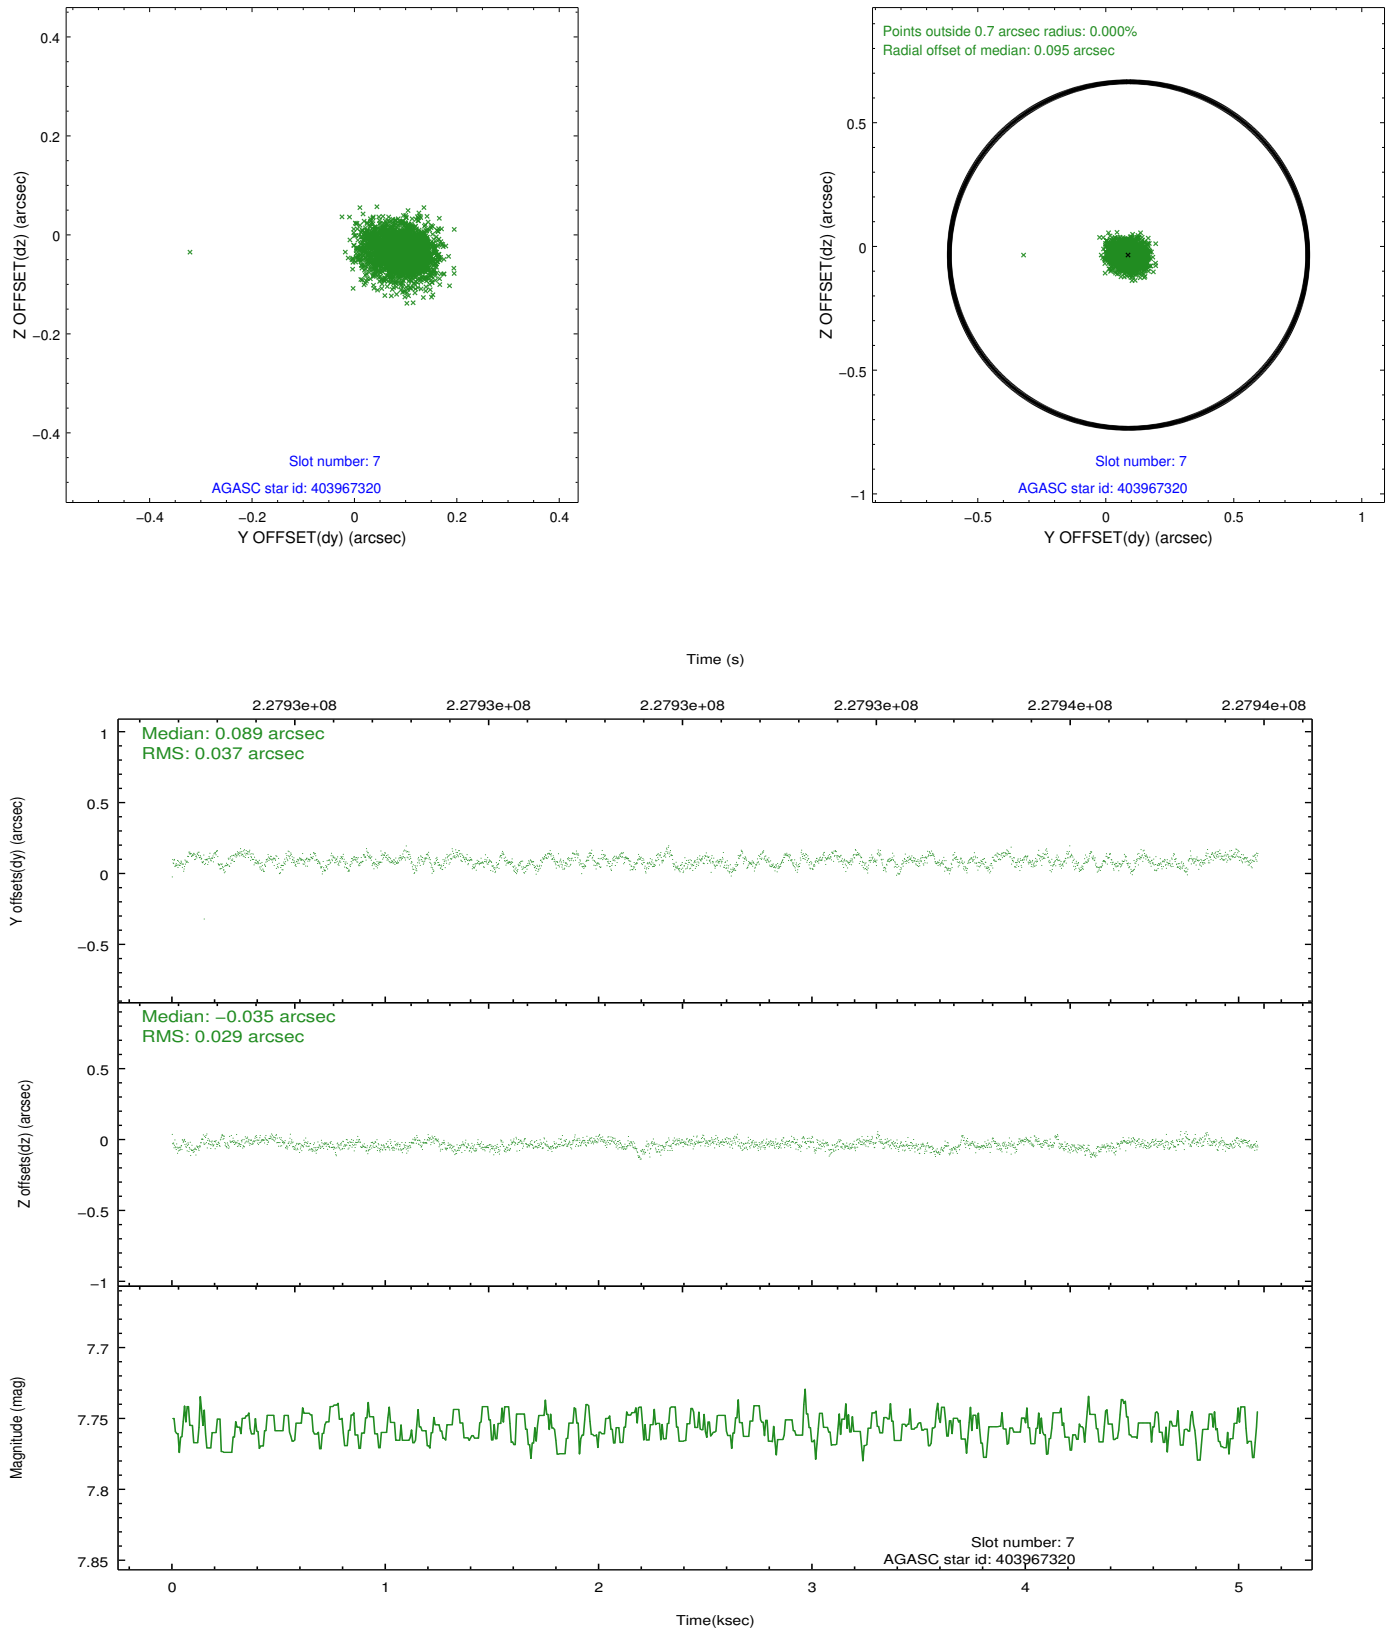 0.4
0.2
0
−0.2
−0.4
Z OFFSET(dz) (arcsec)
Slot number: 7
AGASC star id: 403967320
−0.4 −0.2 0 0.2 0.4
Y OFFSET(dy) (arcsec)
Points outside 0.7 arcsec radius: 0.000%
Radial offset of median: 0.095 arcsec
0.5
0
−0.5
−1
Z OFFSET(dz) (arcsec)
Slot number: 7
AGASC star id: 403967320
−0.5 0 0.5 1
Y OFFSET(dy) (arcsec)
Time (s)
2.2793e+08 2.2793e+08 2.2793e+08 2.2793e+08 2.2794e+08 2.2794e+08
Median: 0.089 arcsec
RMS: 0.037 arcsec
1
0.5
0
−0.5
Y offsets(dy) (arcsec)
Median: −0.035 arcsec
RMS: 0.029 arcsec
0.5
0
−0.5
−1
Z offsets(dz) (arcsec)
7.7
7.75
7.8
7.85
Magnitude (mag)
Slot number: 7
AGASC star id: 403967320
0 1 2 3 4 5
Time(ksec)